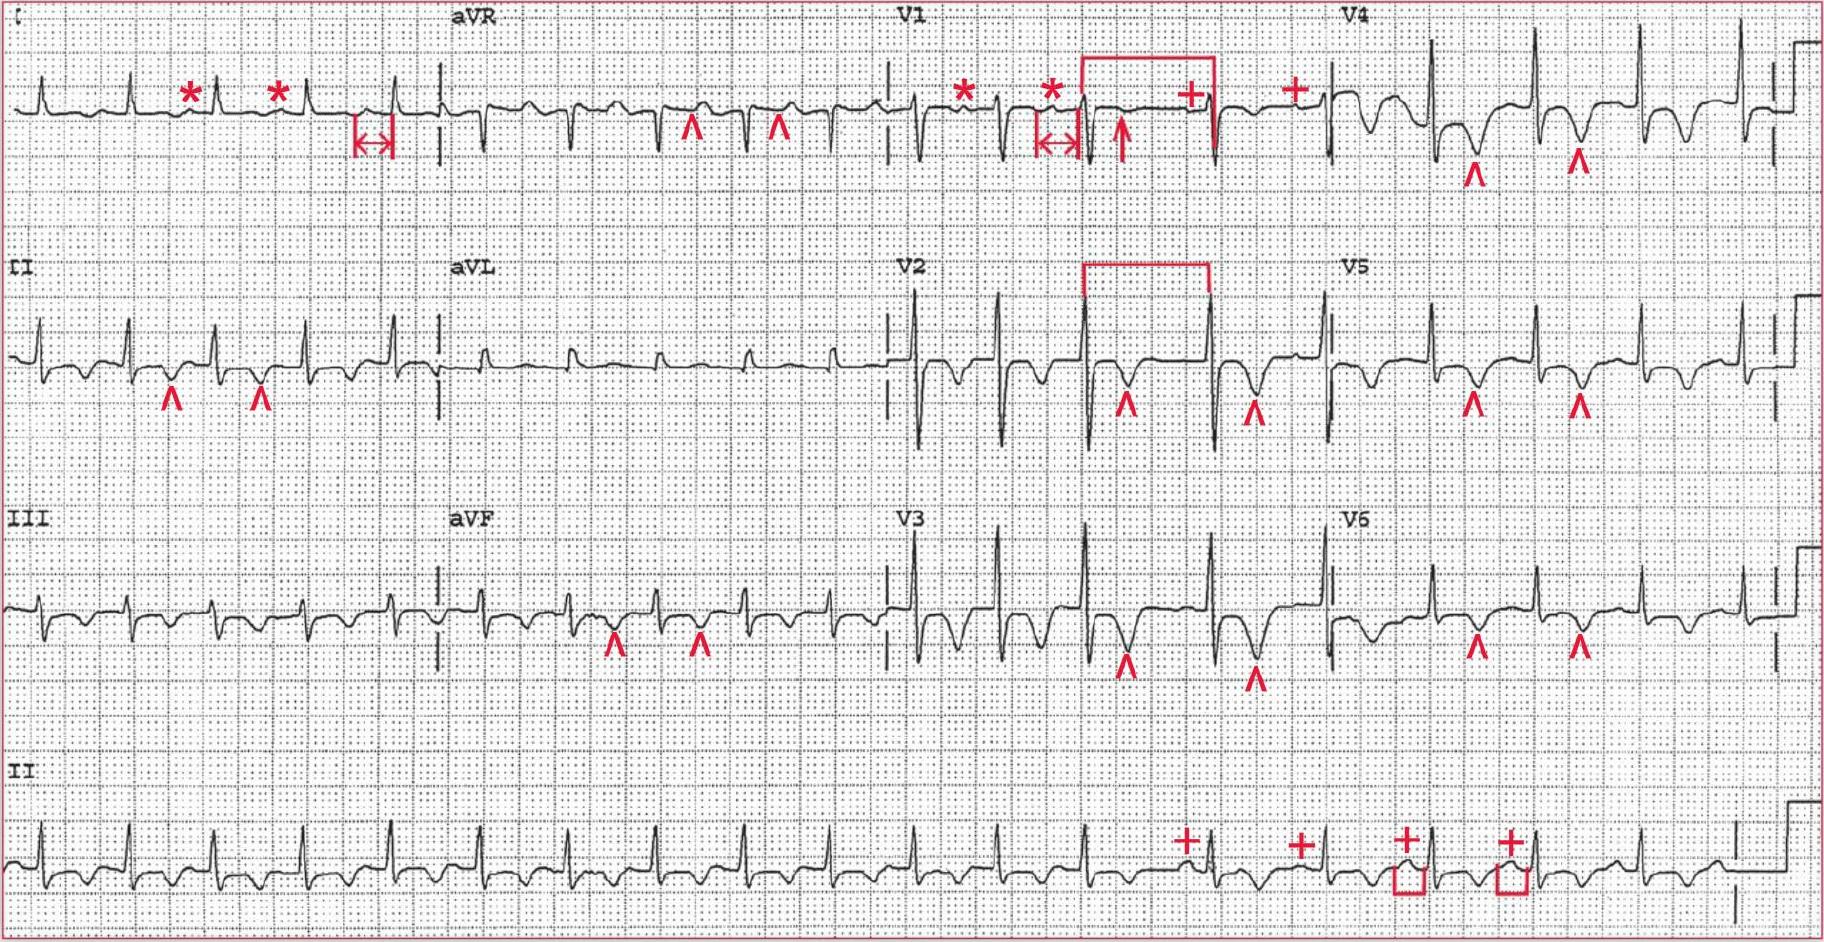 I aVR V1 V4
* * * * + +
^ ^ ^ ^
II aVL V2 V5
^ ^ ^ ^ ^ ^
III aVF V3 V6
^ ^ ^ ^ ^ ^
II
+ + + +